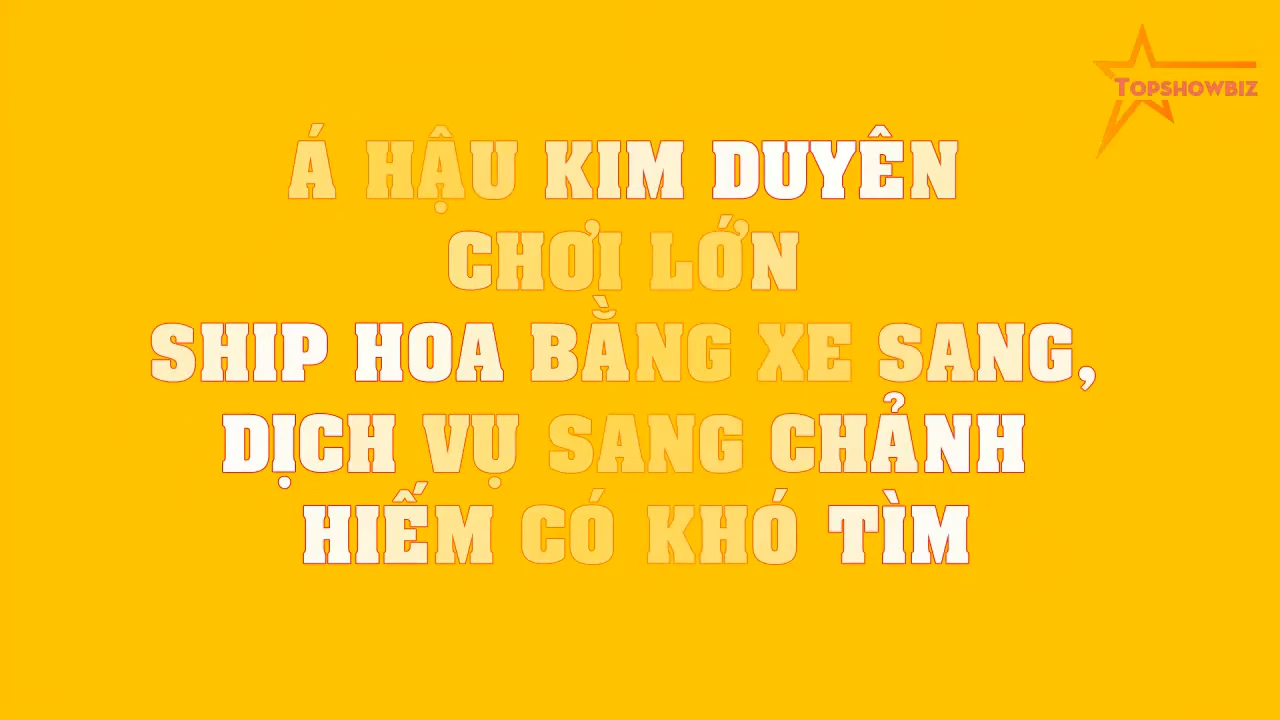 TOPSHOWBIZ
Á HẬU KIM DUYÊN
CHƠI LỚN
SHIP HOA BẰNG XE SANG,
DỊCH VỤ SANG CHẢNH
HIẾM CÓ KHÓ TÌM